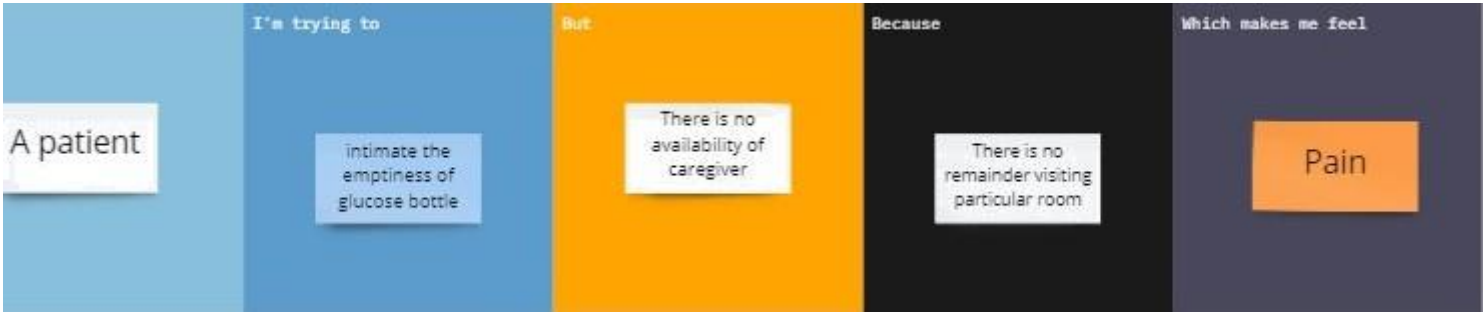 A patient
I'm trying to
intimate the
emptiness of
glucose bottle
But
There is no
availability of
caregiver
Because
There is no
remainder visiting
particular room
Which makes me feel
Pain